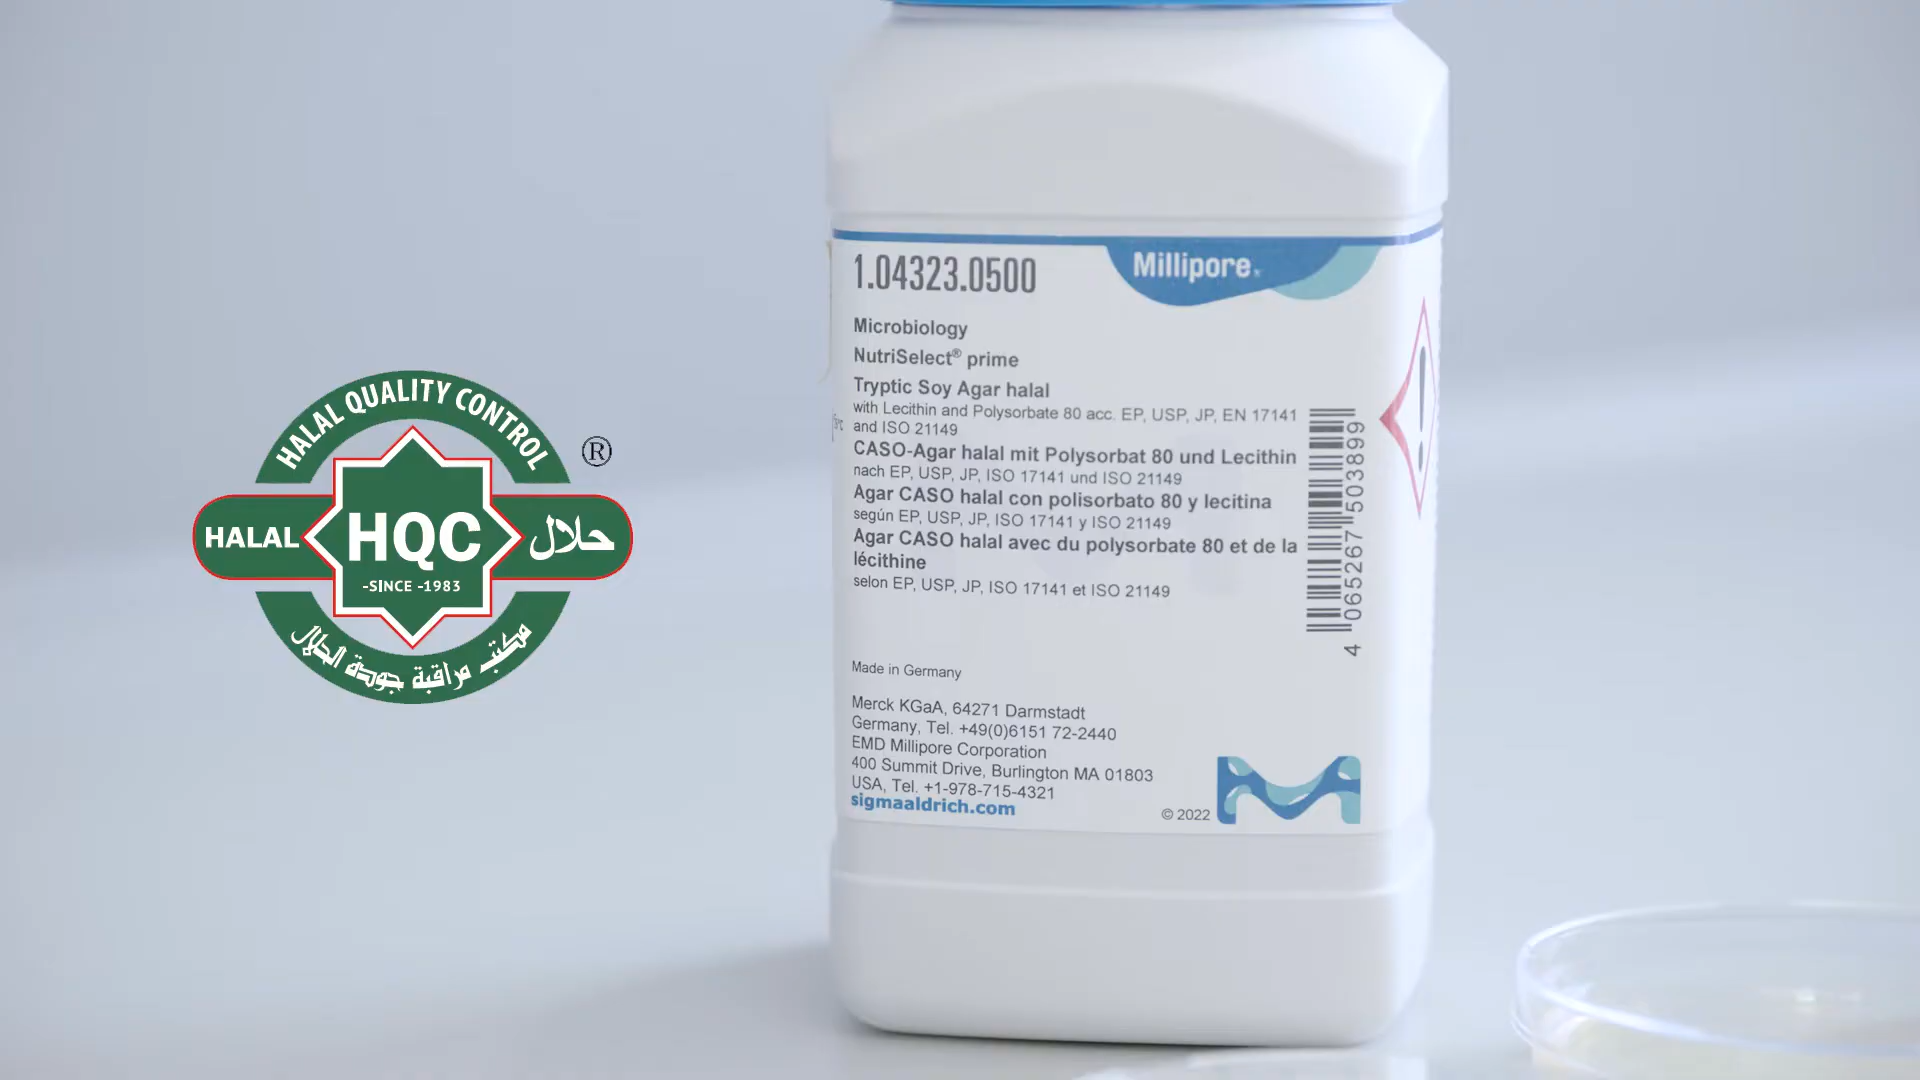 HALAL QUALITY CONTROL
®
HALAL
HQC
حلال
-SINCE -1983
مكتب مراقبة جودة الحلال
1.04323.0500
Millipore®
Microbiology
NutriSelect® prime
Tryptic Soy Agar halal
with Lecithin and Polysorbate 80 acc. EP, USP, JP, EN 17141
and ISO 21149
CASO-Agar halal mit Polysorbat 80 und Lecithin
nach EP, USP, JP, ISO 17141 und ISO 21149
Agar CASO halal con polisorbato 80 y lecitina
según EP, USP, JP, ISO 17141 y ISO 21149
Agar CASO halal avec du polysorbate 80 et de la
lécithine
selon EP, USP, JP, ISO 17141 et ISO 21149
4 065267 503899
Made in Germany
Merck KGaA, 64271 Darmstadt
Germany, Tel. +49(0)6151 72-2440
EMD Millipore Corporation
400 Summit Drive, Burlington MA 01803
USA, Tel. +1-978-715-4321
sigmaaldrich.com
© 2022